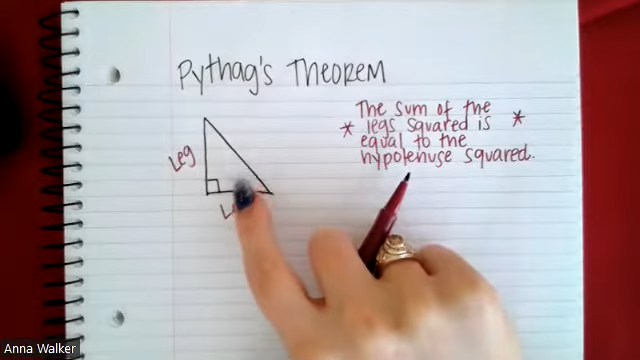 Pythag's Theorem
The sum of the
* legs squared is *
equal to the
hypotenuse squared.
Leg
Anna Walker